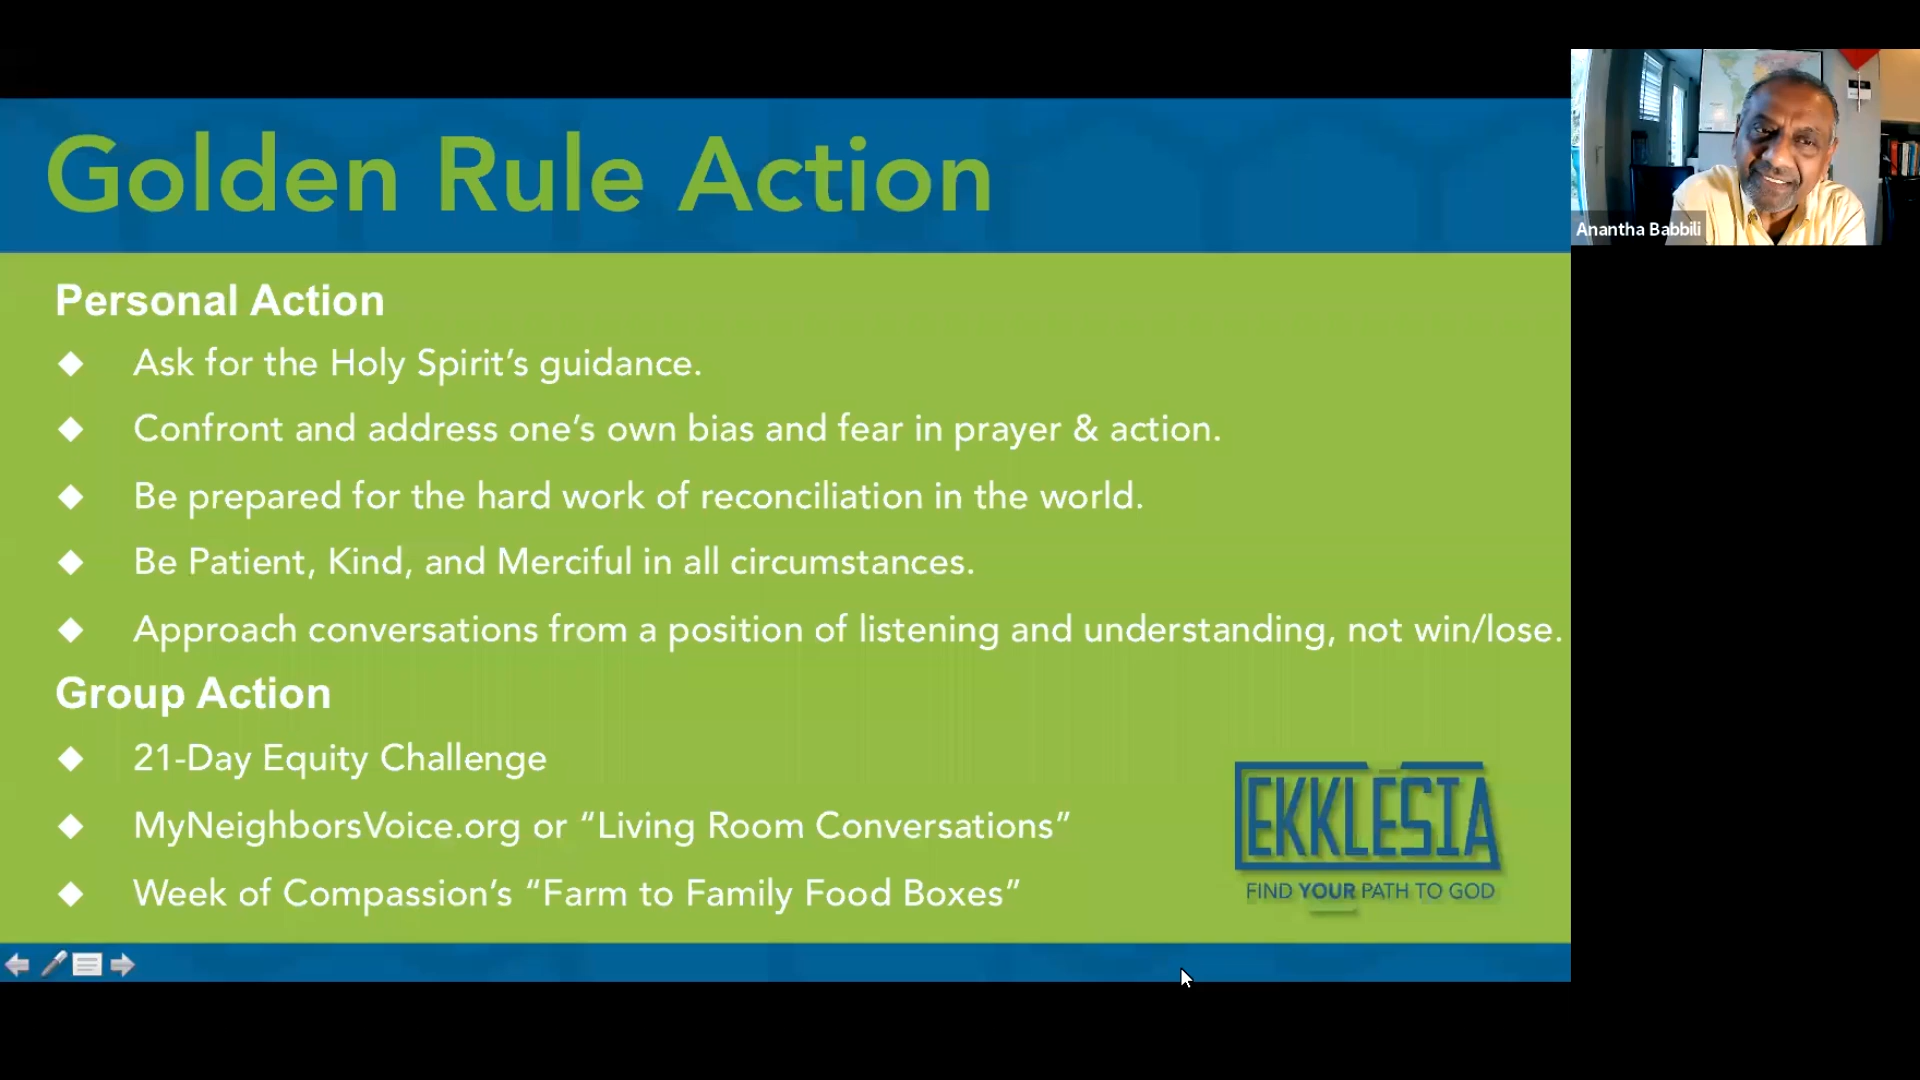 Golden Rule Action
Anantha Babbili
Personal Action
Ask for the Holy Spirit’s guidance.
Confront and address one’s own bias and fear in prayer & action.
Be prepared for the hard work of reconciliation in the world.
Be Patient, Kind, and Merciful in all circumstances.
Approach conversations from a position of listening and understanding, not win/lose.
Group Action
21-Day Equity Challenge
MyNeighborsVoice.org or “Living Room Conversations”
Week of Compassion’s “Farm to Family Food Boxes”
EKKLESIA
FIND YOUR PATH TO GOD